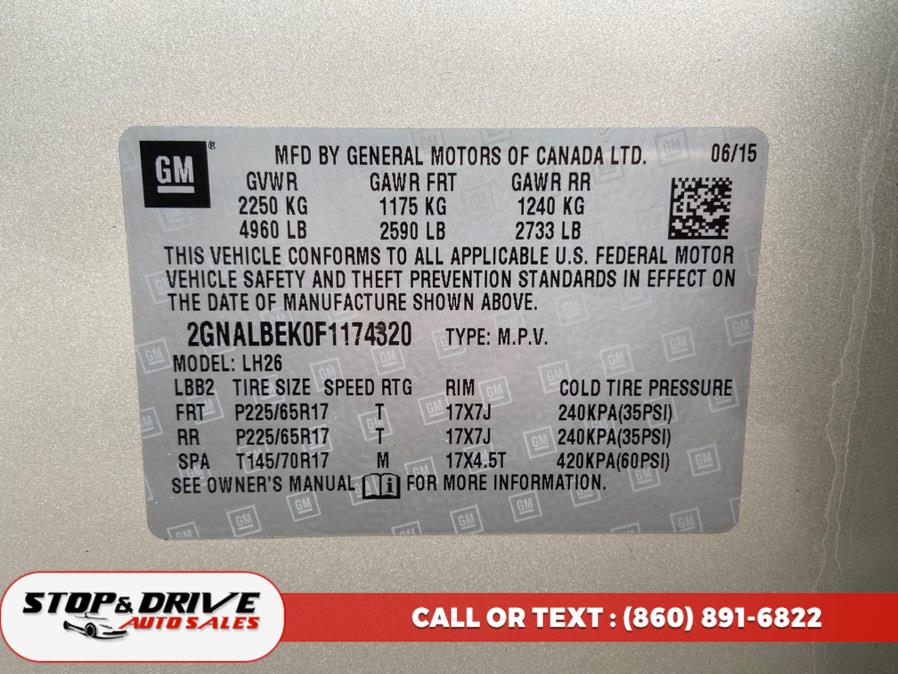 GM ®
MFD BY GENERAL MOTORS OF CANADA LTD. 06/15
GVWR GAWR FRT GAWR RR
2250 KG 1175 KG 1240 KG
4960 LB 2590 LB 2733 LB
THIS VEHICLE CONFORMS TO ALL APPLICABLE U.S. FEDERAL MOTOR
VEHICLE SAFETY AND THEFT PREVENTION STANDARDS IN EFFECT ON
THE DATE OF MANUFACTURE SHOWN ABOVE.
2GNALBEK0F1174320 TYPE: M.P.V.
MODEL: LH26
LBB2 TIRE SIZE SPEED RTG RIM COLD TIRE PRESSURE
FRT P225/65R17 T 17X7J 240KPA(35PSI)
RR P225/65R17 T 17X7J 240KPA(35PSI)
SPA T145/70R17 M 17X4.5T 420KPA(60PSI)
SEE OWNER'S MANUAL FOR MORE INFORMATION.
STOP & DRIVE
AUTO SALES
CALL OR TEXT : (860) 891-6822